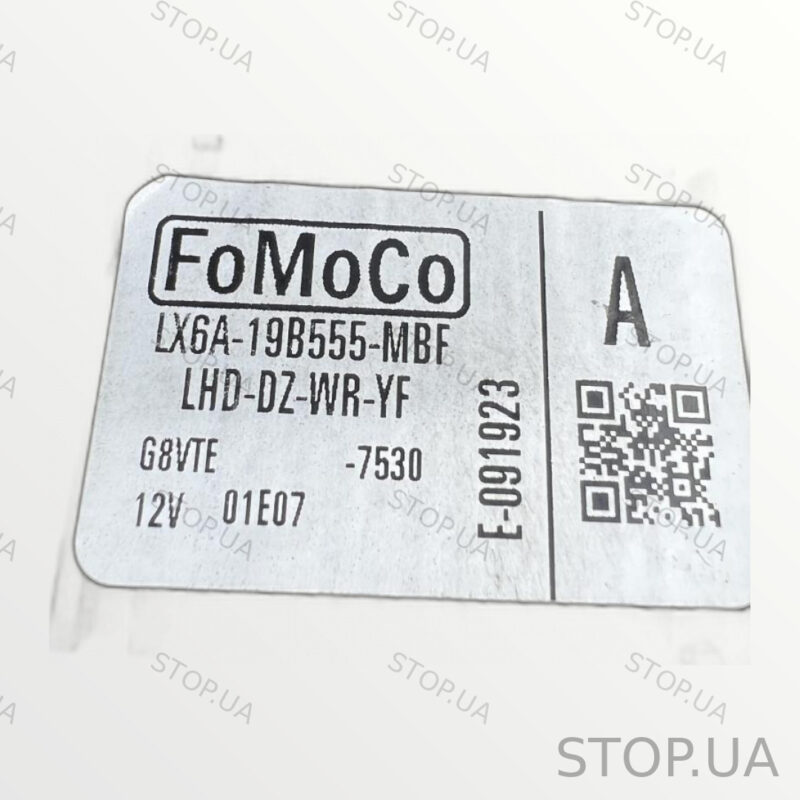 FoMoCo
LX6A-19B555-MBF
LHD-DZ-WR-YF
G8VTE -7530
12V 01E07
E-091923
A
STOP.UA